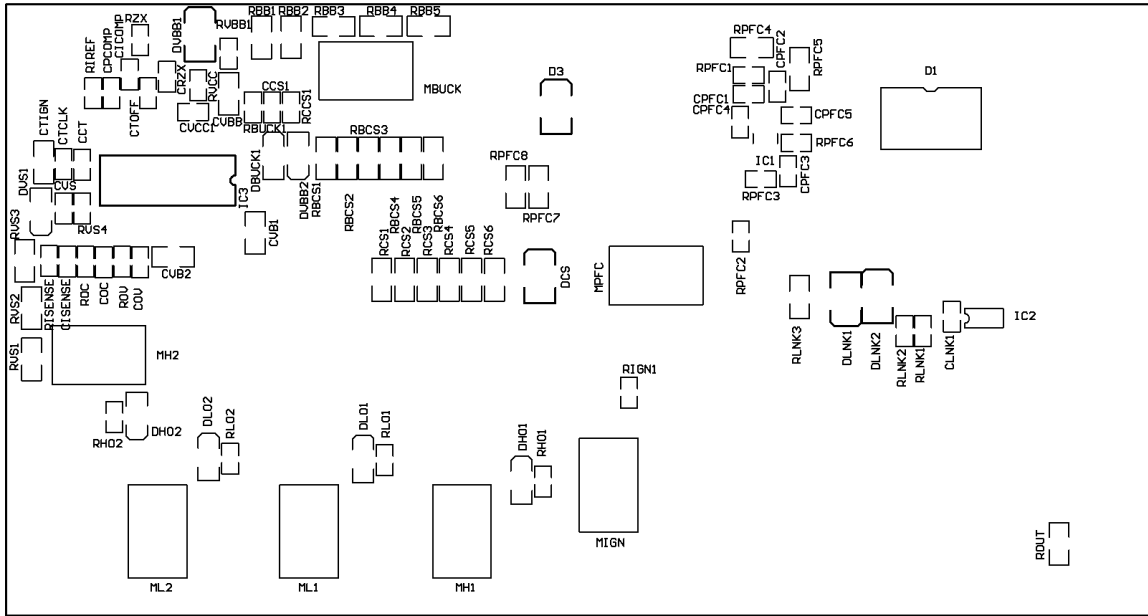 RZX
DVBB1
RVBB1
RBB1
RBB2
RBB3
RBB4
RBB5
RIREF
CPCOMP
CICOMP
CRZX
RVCC
MBUCK
RPFC4
CPFC2
RPFC5
D3
RPFC1
D1
CTOFF
CVCC1
CVBB
CCS1
RCCS1
CPFC1
CPFC4
CPFC5
CTIGN
CTCLK
CCT
RBUCK1
RBCS3
RPFC6
DVS1
CVS
IC3
DBUCK1
DVBB2
RBCS1
RBCS2
RPFC8
IC1
CPFC3
RPFC3
RVS3
RVS4
CVB1
RBCS4
RBCS5
RBCS6
RPFC7
RCS1
RCS2
RCS3
RCS4
RCS5
RCS6
CVB2
DCS
MPFC
RPFC2
RVS2
RISENSE
CISENSE
ROC
COC
ROV
COV
RLNK3
DLNK1
DLNK2
RLNK2
RLNK1
CLNK1
IC2
RVS1
MH2
RIGN1
RHO2
DHO2
DLO2
RLO2
DLO1
RLO1
DHO1
RHO1
MIGN
ROUT
ML2
ML1
MH1